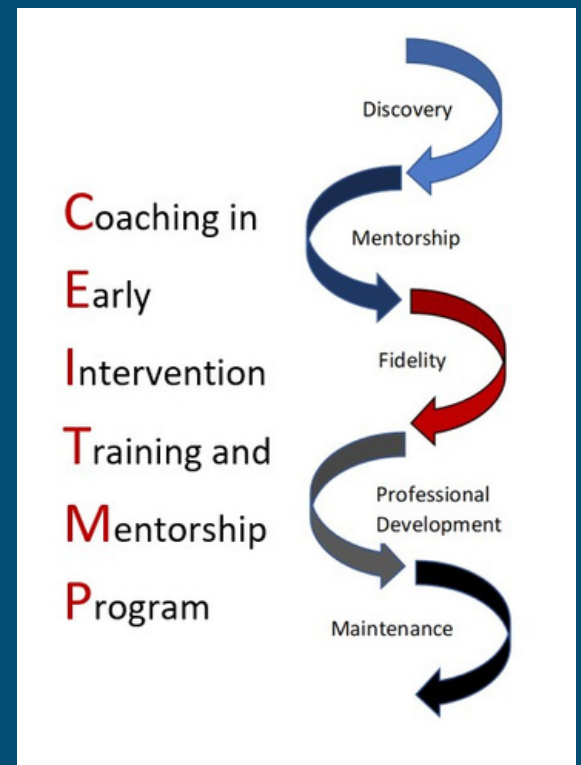 Coaching in
Early
Intervention
Training and
Mentorship
Program
Discovery
Mentorship
Fidelity
Professional
Development
Maintenance